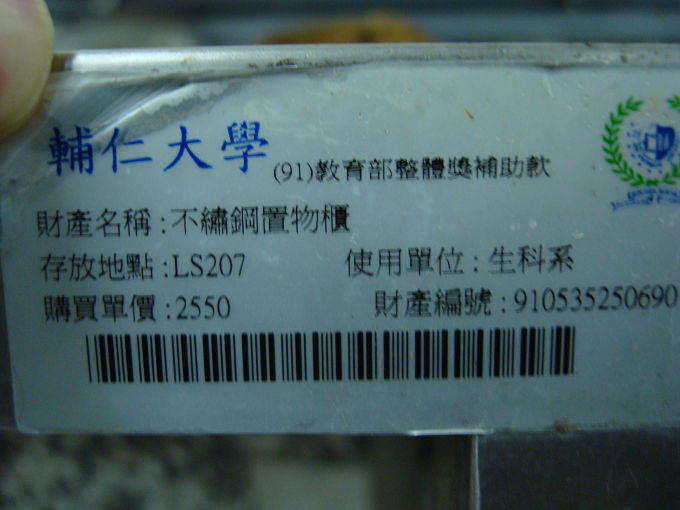 輔仁大學 (91)教育部整體獎補助款
財產名稱:不繡鋼置物櫃
存放地點:LS207 使用單位:生科系
購買單價:2550 財產編號:910535250690